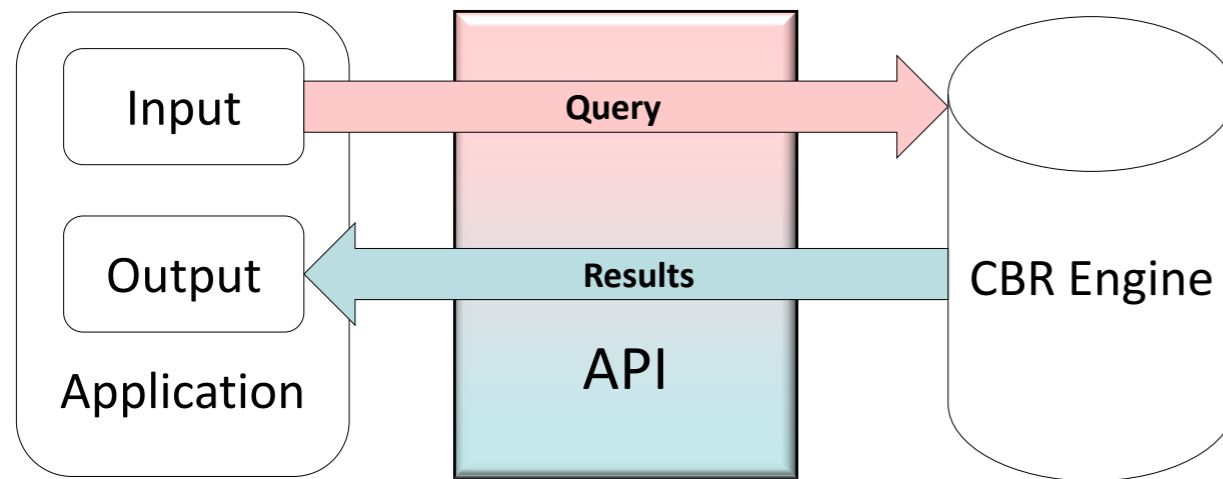 Input
Query
Output
Results
CBR Engine
Application
API